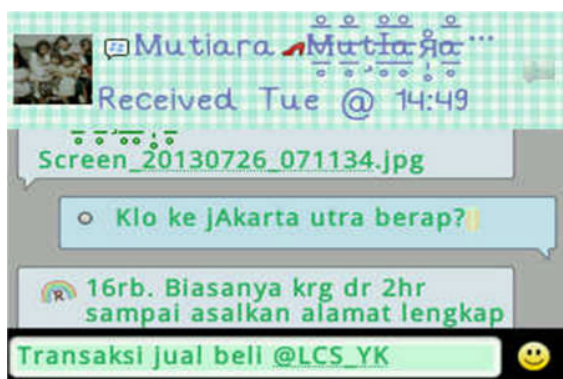 Mutiara MutIaЯa...
Received Tue @ 14:49
Screen_20130726_071134.jpg
Klo ke jAkarta utra berap?
R 16rb. Biasanya krg dr 2hr
sampai asalkan alamat lengkap
Transaksi jual beli @LCS_YK